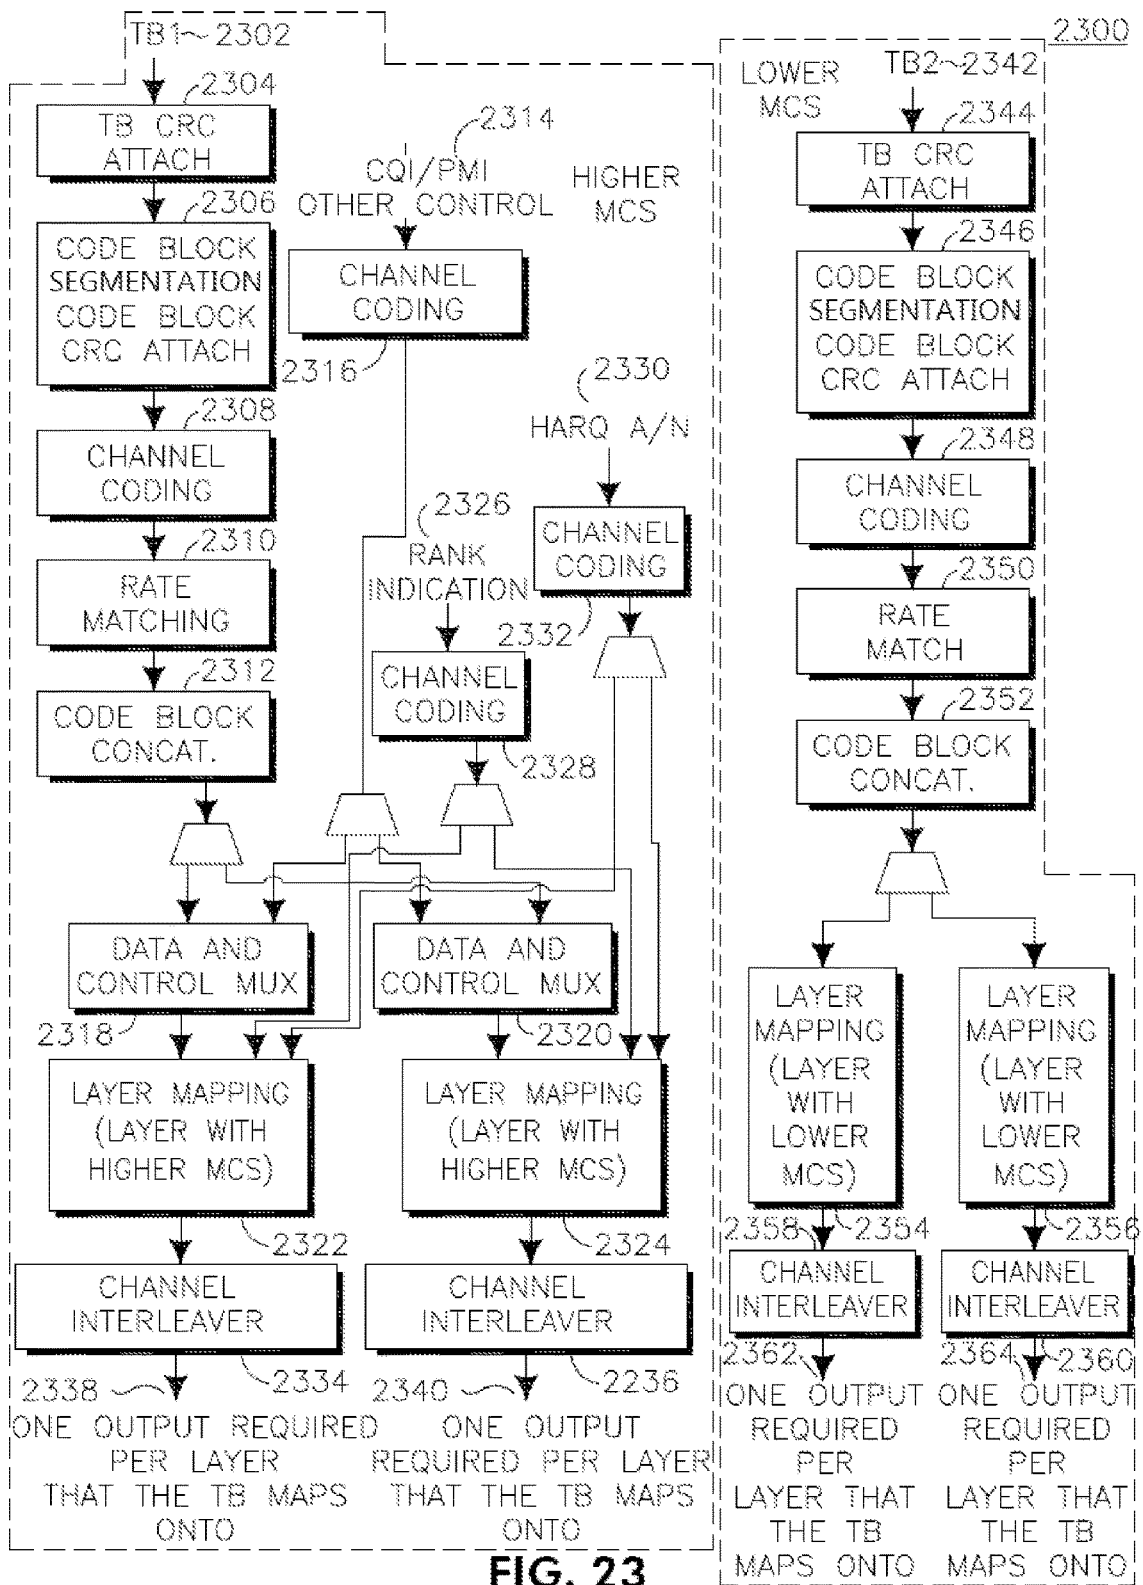 2300
TB1~2302
2304
TB CRC
ATTACH
2306
CODE BLOCK
SEGMENTATION
CODE BLOCK
CRC ATTACH
2308
CHANNEL
CODING
2310
RATE
MATCHING
2312
CODE BLOCK
CONCAT.
2314
CQI/PMI
OTHER CONTROL
HIGHER
MCS
CHANNEL
CODING
2316
2330
HARQ A/N
CHANNEL
CODING
2332
2326
RANK
INDICATION
CHANNEL
CODING
2328
DATA AND
CONTROL MUX
2318
DATA AND
CONTROL MUX
2320
LAYER MAPPING
(LAYER WITH
HIGHER MCS)
2322
LAYER MAPPING
(LAYER WITH
HIGHER MCS)
2324
CHANNEL
INTERLEAVER
2334
CHANNEL
INTERLEAVER
2236
2338
ONE OUTPUT REQUIRED
PER LAYER
THAT THE TB MAPS
ONTO
2340
ONE OUTPUT
REQUIRED PER LAYER
THAT THE TB MAPS
ONTO
LOWER
MCS
TB2~2342
2344
TB CRC
ATTACH
2346
CODE BLOCK
SEGMENTATION
CODE BLOCK
CRC ATTACH
2348
CHANNEL
CODING
2350
RATE
MATCH
2352
CODE BLOCK
CONCAT.
LAYER
MAPPING
(LAYER
WITH
LOWER
MCS)
2354
LAYER
MAPPING
(LAYER
WITH
LOWER
MCS)
2356
2358
CHANNEL
INTERLEAVER
CHANNEL
INTERLEAVER
2360
2362
ONE OUTPUT
REQUIRED
PER
LAYER THAT
THE TB
MAPS ONTO
2364
ONE OUTPUT
REQUIRED
PER
LAYER THAT
THE TB
MAPS ONTO
FIG. 23